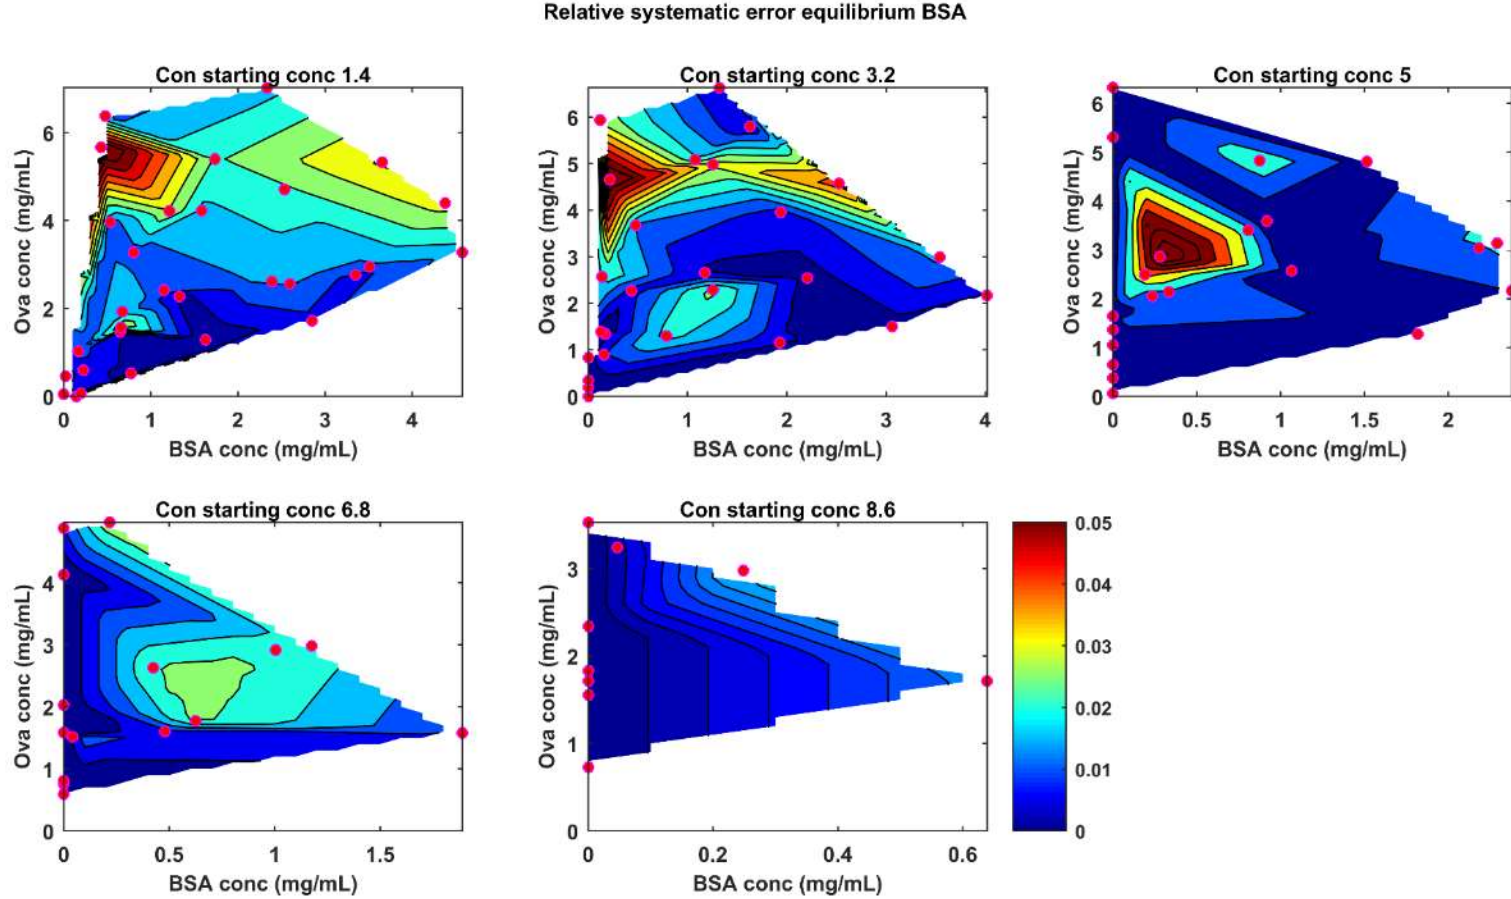 Relative systematic error equilibrium BSA
Con starting conc 1.4
6
4
2
0
Ova conc (mg/mL)
0 1 2 3 4
BSA conc (mg/mL)
Con starting conc 3.2
6
5
4
3
2
1
0
Ova conc (mg/mL)
0 1 2 3 4
BSA conc (mg/mL)
Con starting conc 5
6
5
4
3
2
1
0
Ova conc (mg/mL)
0 0.5 1 1.5 2
BSA conc (mg/mL)
Con starting conc 6.8
4
3
2
1
0
Ova conc (mg/mL)
0 0.5 1 1.5
BSA conc (mg/mL)
Con starting conc 8.6
3
2
1
0
Ova conc (mg/mL)
0 0.2 0.4 0.6
BSA conc (mg/mL)
0.05
0.04
0.03
0.02
0.01
0